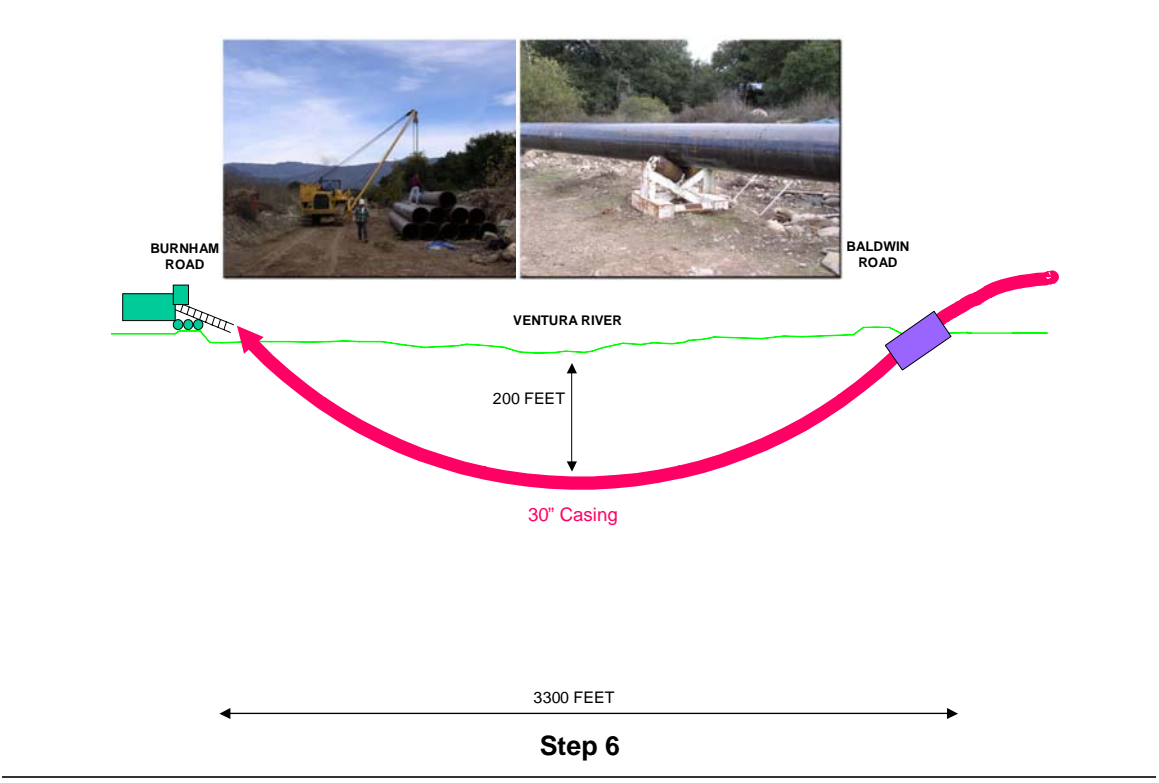 BURNHAM
ROAD
BALDWIN
ROAD
VENTURA RIVER
200 FEET
30” Casing
3300 FEET
Step 6